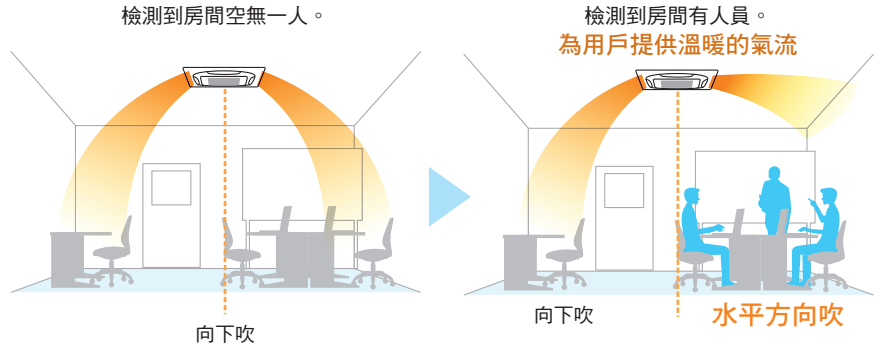 檢測到房間空無一人。
向下吹
檢測到房間有人員。
為用戶提供溫暖的氣流
向下吹
水平方向吹